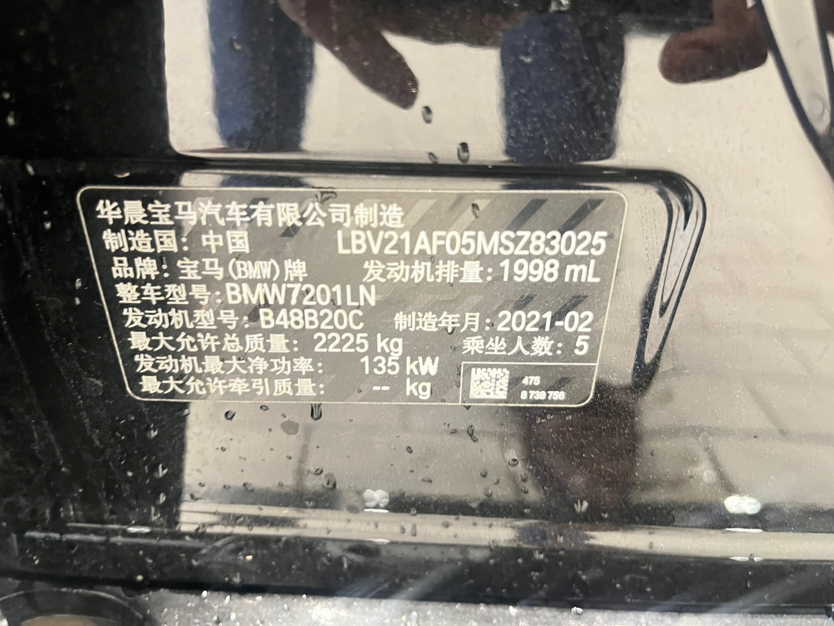 华晨宝马汽车有限公司制造
制造国: 中国 LBV21AF05MSZ83025
品牌: 宝马(BMW)牌 发动机排量: 1998 mL
整车型号: BMW7201LN
发动机型号: B48B20C 制造年月: 2021-02
最大允许总质量: 2225 kg 乘坐人数: 5
发动机最大净功率: 135 kW
最大允许牵引质量: -- kg
475
8 738 756